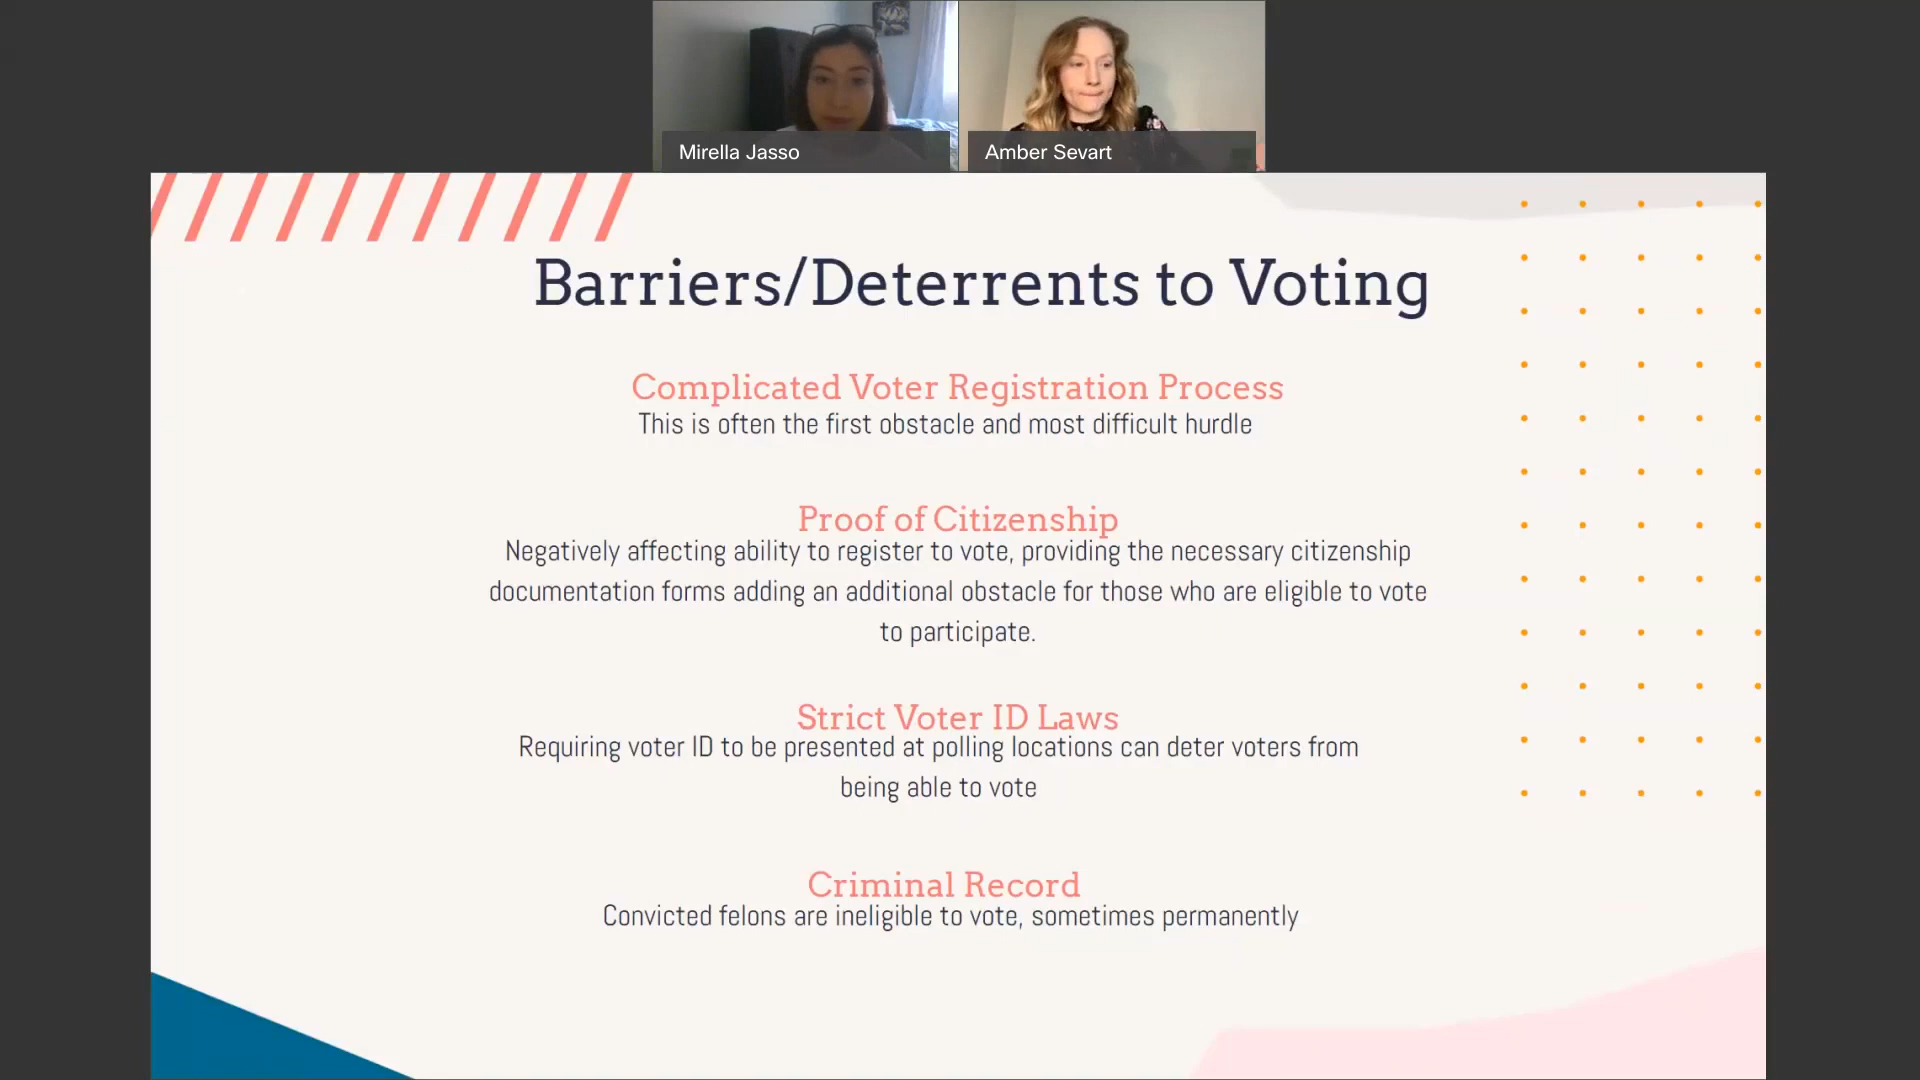 Mirella Jasso
Amber Sevart
Barriers/Deterrents to Voting
Complicated Voter Registration Process
This is often the first obstacle and most difficult hurdle
Proof of Citizenship
Negatively affecting ability to register to vote, providing the necessary citizenship
documentation forms adding an additional obstacle for those who are eligible to vote
to participate.
Strict Voter ID Laws
Requiring voter ID to be presented at polling locations can deter voters from
being able to vote
Criminal Record
Convicted felons are ineligible to vote, sometimes permanently